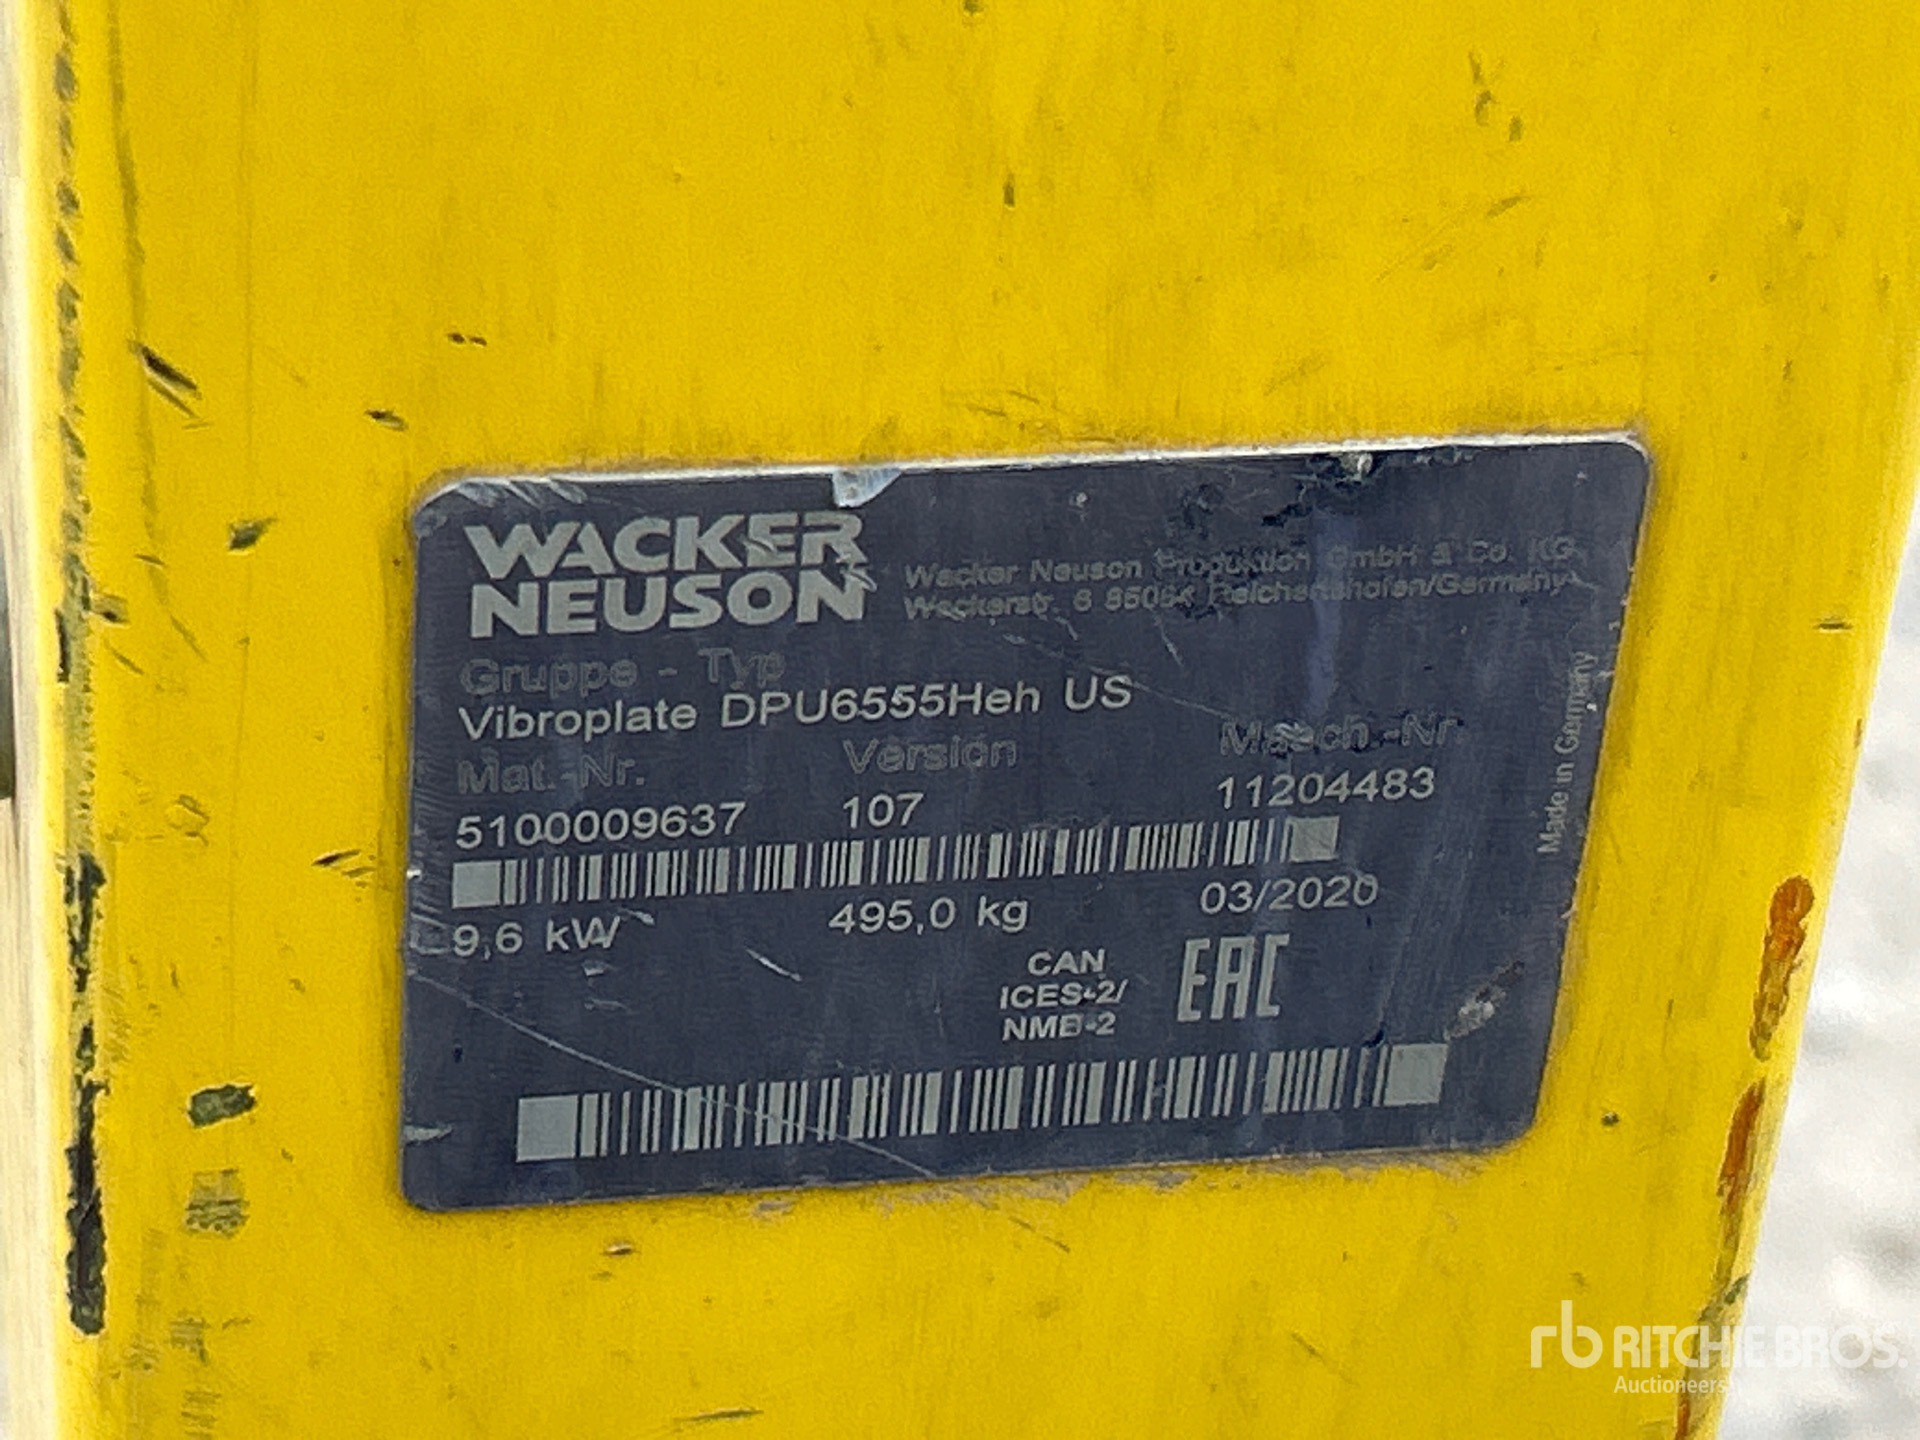 WACKER
NEUSON
Wacker Neuson Produktion GmbH & Co. KG
Wackerstr. 6 85084 Reichertshofen/Germany
Gruppe - Typ
Vibroplate DPU6555Heh US
Mat.-Nr. Version Masch.-Nr.
5100009637 107 11204483
9,6 kW 495,0 kg 03/2020
CAN
ICES-2/
NMB-2
EAC
Made in Germany
rb RITCHIE BROS.
Auctioneers